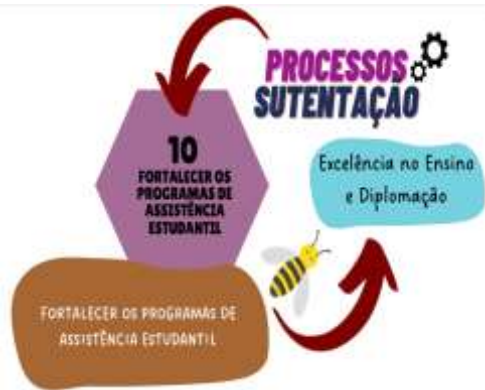 PROCESSOS
SUTENTAÇÃO
10
FORTALECER OS
PROGRAMAS DE
ASSISTÊNCIA
ESTUDANTIL
Excelência no Ensino
e Diplomação
FORTALECER OS PROGRAMAS DE
ASSISTÊNCIA ESTUDANTIL